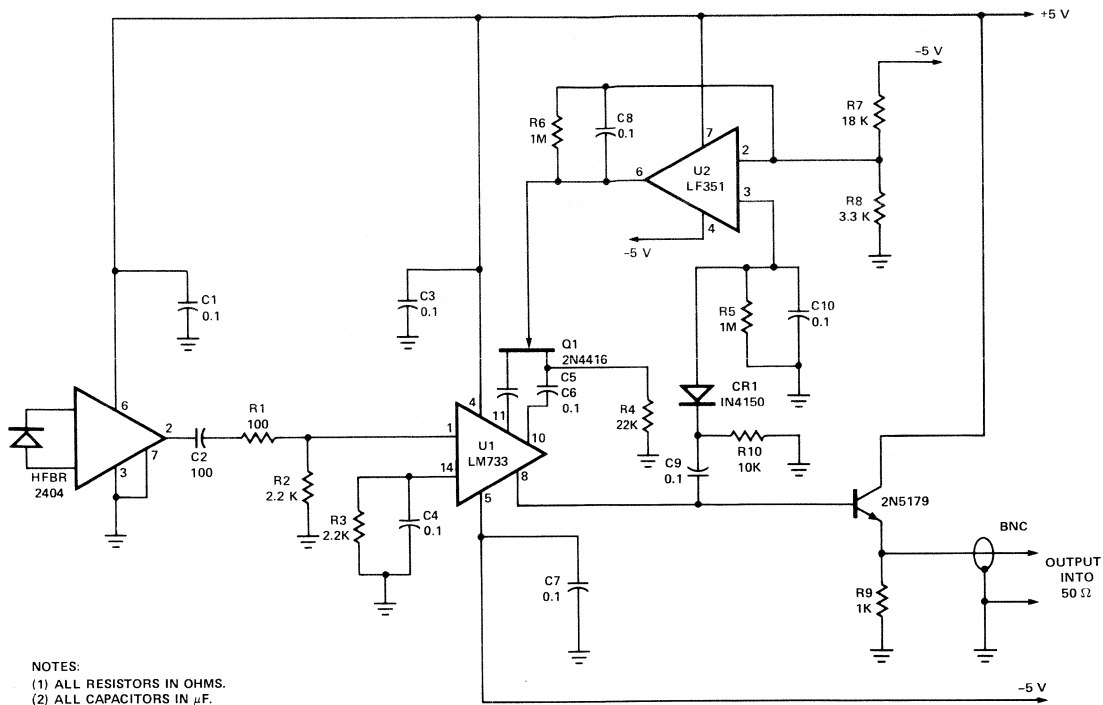 +5 V
−5 V
R7
18 K
R6
1M
C8
0.1
7
2
6
U2
LF351
3
4
−5 V
R8
3.3 K
C1
0.1
C3
0.1
R5
1M
C10
0.1
Q1
2N4416
C5
C6
0.1
CR1
IN4150
R4
22K
R10
10K
C9
0.1
6
2
7
3
HFBR
2404
C2
100
R1
100
R2
2.2 K
4
11
10
1
U1
LM733
14
8
5
R3
2.2K
C4
0.1
C7
0.1
2N5179
BNC
OUTPUT
INTO
50 Ω
R9
1K
NOTES:
(1) ALL RESISTORS IN OHMS.
(2) ALL CAPACITORS IN μF.
−5 V